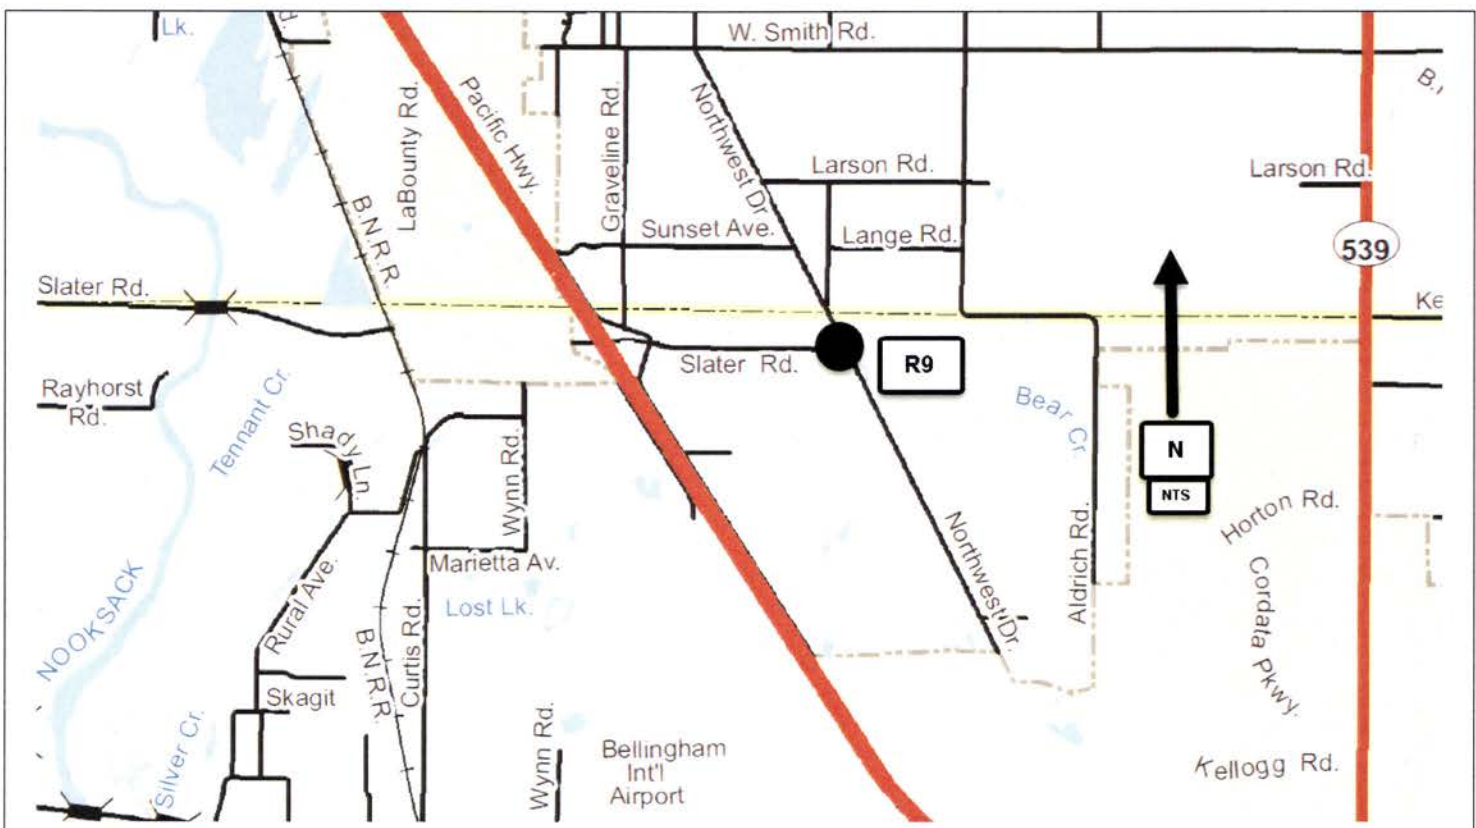 Lk.
d.
W. Smith Rd.
Pacific Hwy.
LaBounty Rd.
Graveline Rd.
Northwest Dr.
Larson Rd.
Larson Rd.
B.N.R.R.
Sunset Ave.
Lange Rd.
539
Slater Rd.
Ke
Slater Rd.
R9
Rayhorst
Rd.
Tennant Cr.
Bear Cr
Shady Ln.
Wynn Rd.
N
NTS
Horton Rd.
Northwest Dr.
Aldrich Rd.
Marietta Av.
Lost Lk.
Rural Ave.
NOOKSACK
B.N.R.R.
Curtis Rd.
Cordata Pkwy.
Skagit
Silver Cr.
Wynn Rd.
Bellingham
Int'l
Airport
Kellogg Rd.